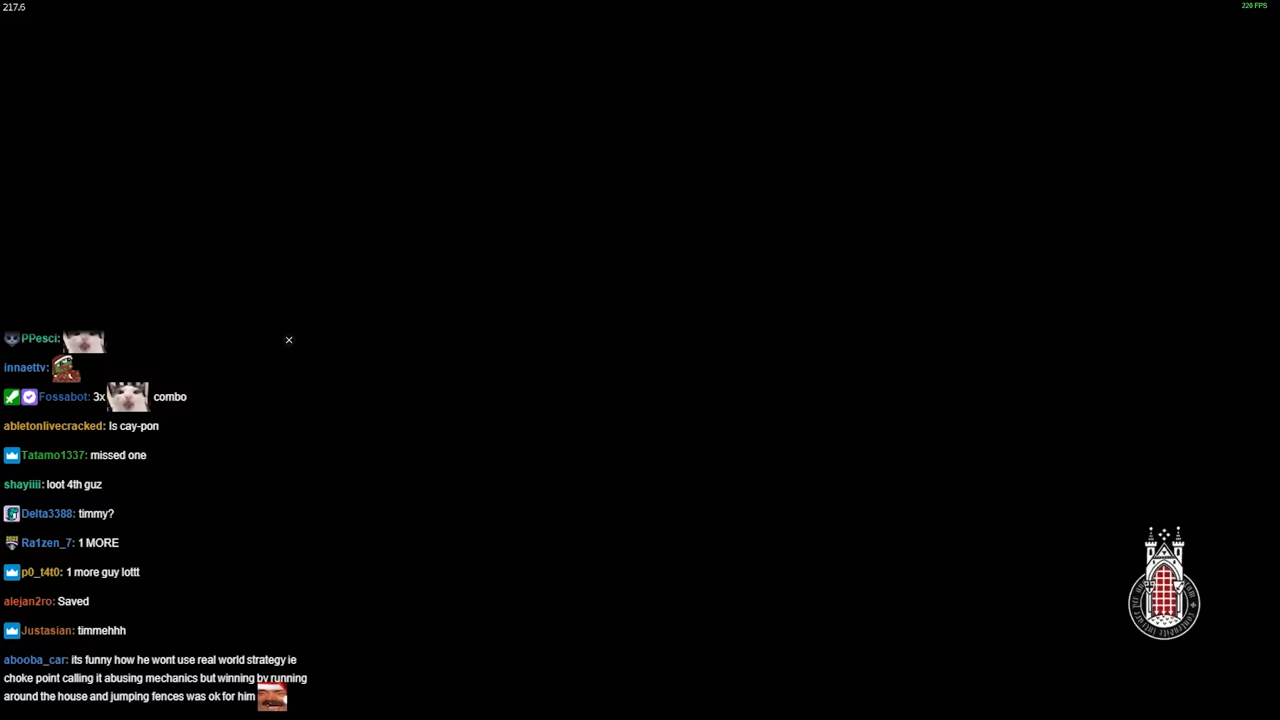 217.6
220 FPS
PPesci:
innaettv:
Fossabot: 3x combo
abletonlivecracked: Is cay-pon
Tatamo1337: missed one
shayiiii: loot 4th guz
Delta3388: timmy?
Ra1zen_7: 1 MORE
p0_t4t0: 1 more guy lottt
alejan2ro: Saved
Justasian: timmehhh
abooba_car: its funny how he wont use real world strategy ie
choke point calling it abusing mechanics but winning by running
around the house and jumping fences was ok for him